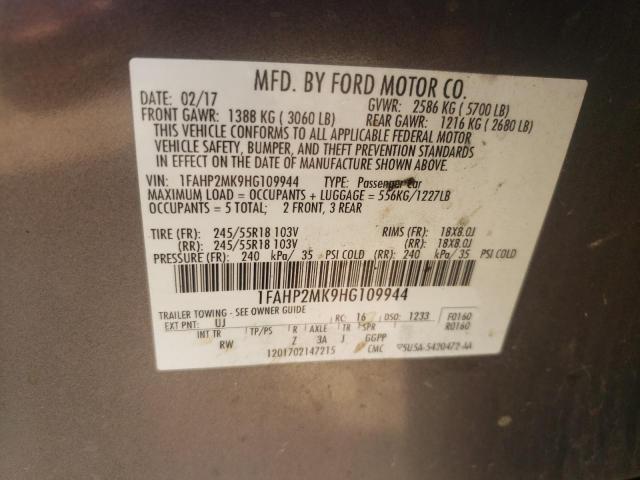 MFD. BY FORD MOTOR CO.
DATE: 02/17 GVWR: 2586 KG (5700 LB)
FRONT GAWR: 1388 KG (3060 LB) REAR GAWR: 1216 KG (2680 LB)
THIS VEHICLE CONFORMS TO ALL APPLICABLE FEDERAL MOTOR
VEHICLE SAFETY, BUMPER, AND THEFT PREVENTION STANDARDS
IN EFFECT ON THE DATE OF MANUFACTURE SHOWN ABOVE.
VIN: 1FAHP2MK9HG109944 TYPE: Passenger Car
MAXIMUM LOAD = OCCUPANTS + LUGGAGE = 556KG/1227LB
OCCUPANTS = 5 TOTAL; 2 FRONT, 3 REAR
TIRE (FR): 245/55R18 103V RIMS (FR): 18X8.0J
(RR): 245/55R18 103V (RR): 18X8.0J
PRESSURE (FR): 240 kPa/ 35 PSI COLD (RR): 240 kPa/ 35 PSI COLD
1FAHP2MK9HG109944
TRAILER TOWING - SEE OWNER GUIDE RC: 16 DSO: 1233 F0160
EXT PNT: UJ R0160
INT TR TP/PS R AXLE TR SPR
RW Z 3A J GGPP
1201702147215 CMC 5U5A-5420472-AA